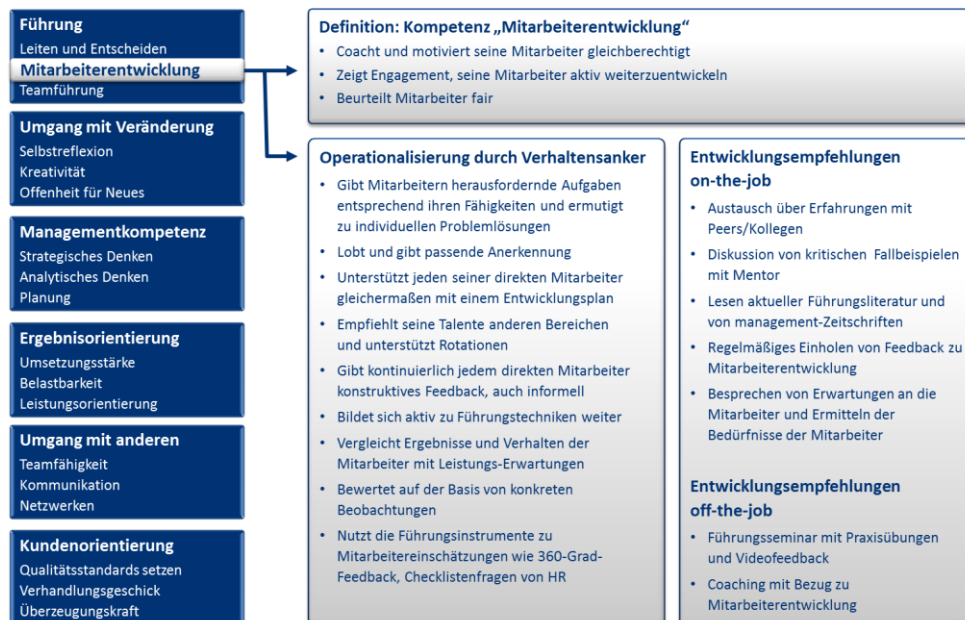 Führung
Leiten und Entscheiden
Mitarbeiterentwicklung
Teamführung
Umgang mit Veränderung
Selbstreflexion
Kreativität
Offenheit für Neues
Managementkompetenz
Strategisches Denken
Analytisches Denken
Planung
Ergebnisorientierung
Umsetzungsstärke
Belastbarkeit
Leistungsorientierung
Umgang mit anderen
Teamfähigkeit
Kommunikation
Netzwerken
Kundenorientierung
Qualitätsstandards setzen
Verhandlungsgeschick
Überzeugungskraft
Definition: Kompetenz „Mitarbeiterentwicklung“
• Coacht und motiviert seine Mitarbeiter gleichberechtigt
• Zeigt Engagement, seine Mitarbeiter aktiv weiterzuentwickeln
• Beurteilt Mitarbeiter fair
Operationalisierung durch Verhaltensanker
• Gibt Mitarbeitern herausfordernde Aufgaben
entsprechend ihren Fähigkeiten und ermutigt
zu individuellen Problemlösungen
• Lobt und gibt passende Anerkennung
• Unterstützt jeden seiner direkten Mitarbeiter
gleichermaßen mit einem Entwicklungsplan
• Empfiehlt seine Talente anderen Bereichen
und unterstützt Rotationen
• Gibt kontinuierlich jedem direkten Mitarbeiter
konstruktives Feedback, auch informell
• Bildet sich aktiv zu Führungstechniken weiter
• Vergleicht Ergebnisse und Verhalten der
Mitarbeiter mit Leistungs-Erwartungen
• Bewertet auf der Basis von konkreten
Beobachtungen
• Nutzt die Führungsinstrumente zu
Mitarbeitereinschätzungen wie 360-Grad-
Feedback, Checklistenfragen von HR
Entwicklungsempfehlungen
on-the-job
• Austausch über Erfahrungen mit
Peers/Kollegen
• Diskussion von kritischen Fallbeispielen
mit Mentor
• Lesen aktueller Führungsliteratur und
von management-Zeitschriften
• Regelmäßiges Einholen von Feedback zu
Mitarbeiterentwicklung
• Besprechen von Erwartungen an die
Mitarbeiter und Ermitteln der
Bedürfnisse der Mitarbeiter
Entwicklungsempfehlungen
off-the-job
• Führungsseminar mit Praxisübungen
und Videofeedback
• Coaching mit Bezug zu
Mitarbeiterentwicklung